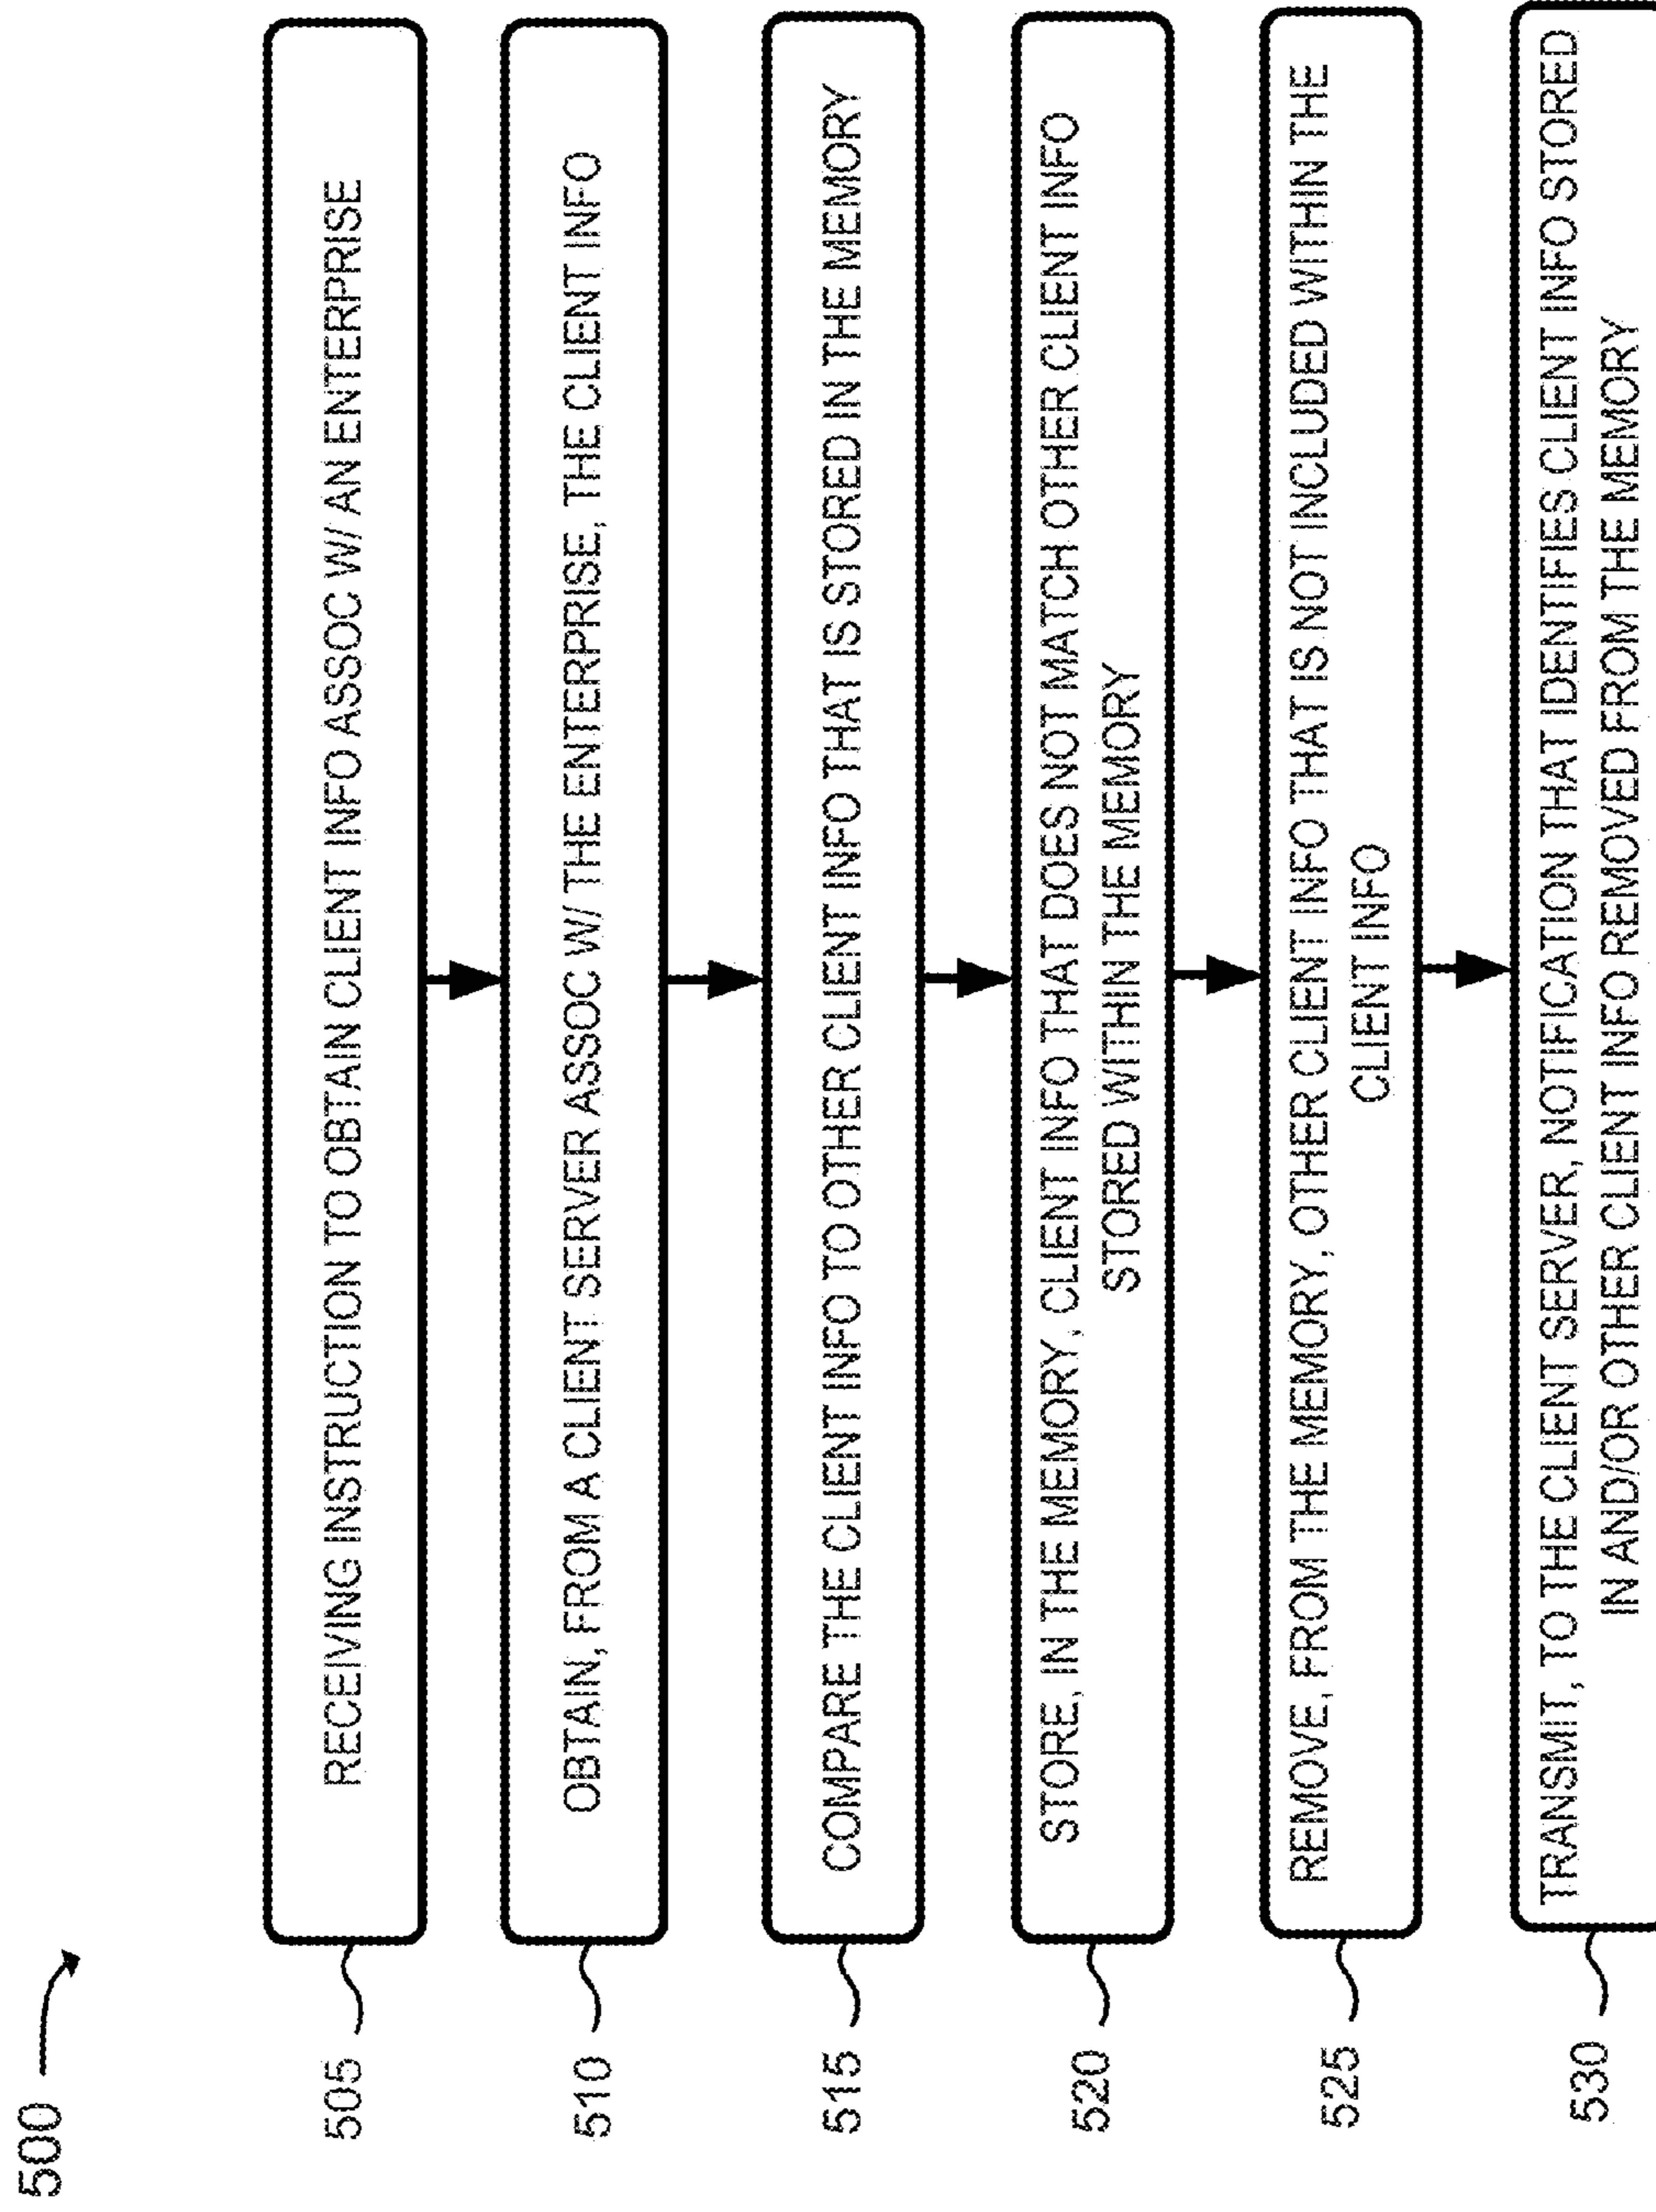 500
505
RECEIVING INSTRUCTION TO OBTAIN CLIENT INFO ASSOC W/ AN ENTERPRISE
510
OBTAIN, FROM A CLIENT SERVER ASSOC W/ THE ENTERPRISE, THE CLIENT INFO
515
COMPARE THE CLIENT INFO TO OTHER CLIENT INFO THAT IS STORED IN THE MEMORY
520
STORE, IN THE MEMORY, CLIENT INFO THAT DOES NOT MATCH OTHER CLIENT INFO
STORED WITHIN THE MEMORY
525
REMOVE, FROM THE MEMORY, OTHER CLIENT INFO THAT IS NOT INCLUDED WITHIN THE
CLIENT INFO
530
TRANSMIT, TO THE CLIENT SERVER, NOTIFICATION THAT IDENTIFIES CLIENT INFO STORED
IN AND/OR OTHER CLIENT INFO REMOVED FROM THE MEMORY